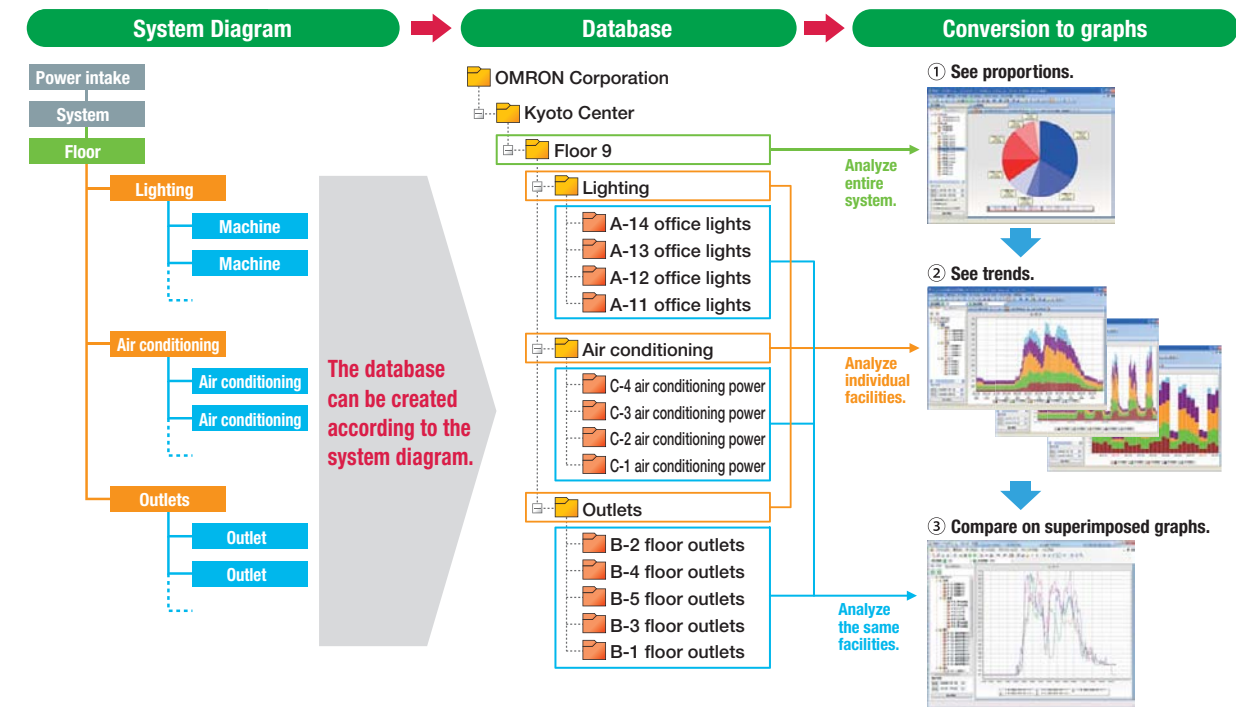 System Diagram
Database
Conversion to graphs
Power intake
System
Floor
Lighting
Machine
Machine
Air conditioning
Air conditioning
Air conditioning
Outlets
Outlet
Outlet
The database
can be created
according to the
system diagram.
OMRON Corporation
Kyoto Center
Floor 9
Lighting
A-14 office lights
A-13 office lights
A-12 office lights
A-11 office lights
Air conditioning
C-4 air conditioning power
C-3 air conditioning power
C-2 air conditioning power
C-1 air conditioning power
Outlets
B-2 floor outlets
B-4 floor outlets
B-5 floor outlets
B-3 floor outlets
B-1 floor outlets
Analyze
entire
system.
Analyze
individual
facilities.
Analyze
the same
facilities.
① See proportions.
② See trends.
③ Compare on superimposed graphs.